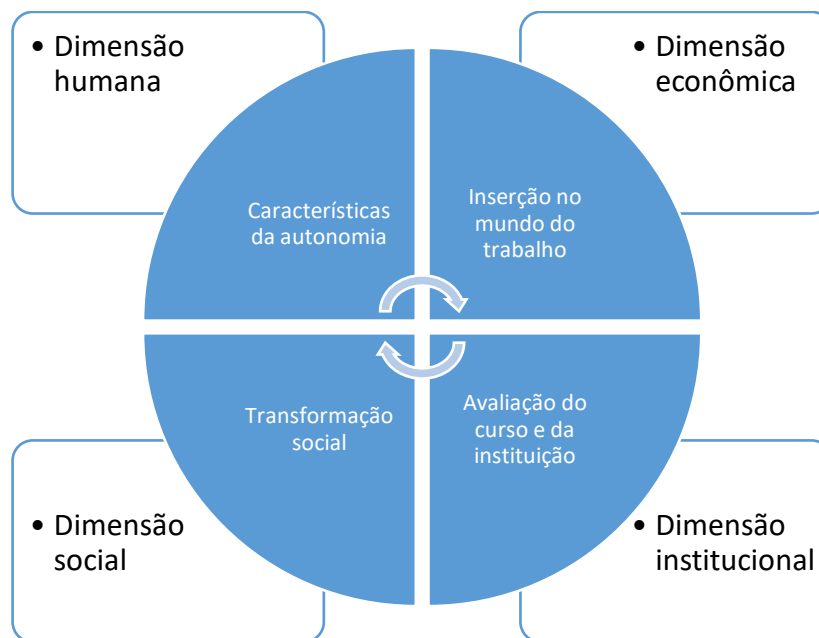 • Dimensão
humana
• Dimensão
econômica
Características
da autonomia
Inserção no
mundo do
trabalho
Transformação
social
Avaliação do
curso e da
instituição
• Dimensão
social
• Dimensão
institucional